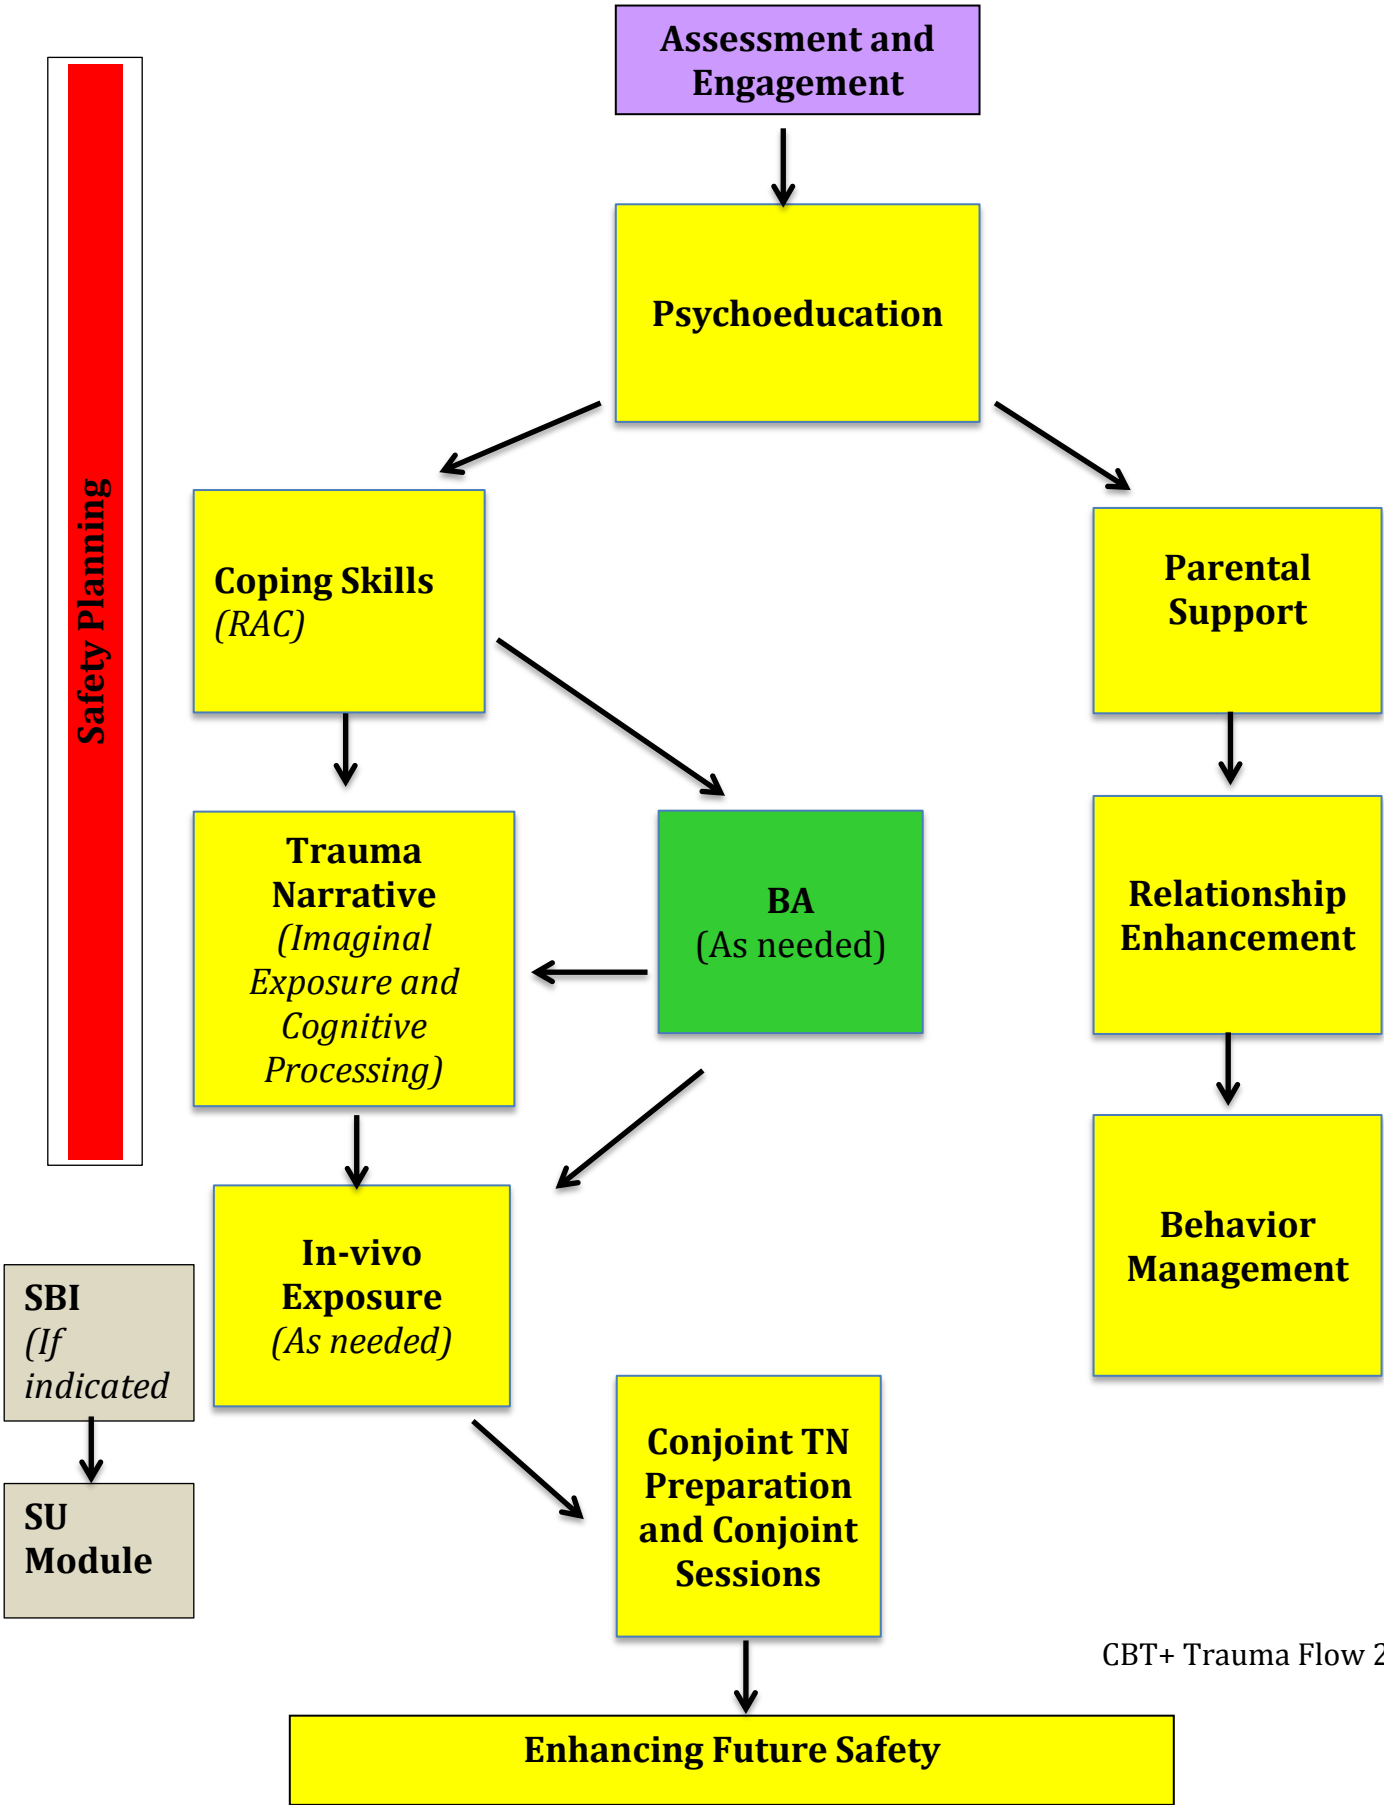 Assessment and
Engagement
Safety Planning
Psychoeducation
Coping Skills
(RAC)
Parental
Support
Trauma
Narrative
(Imaginal
Exposure and
Cognitive
Processing)
BA
(As needed)
Relationship
Enhancement
In-vivo
Exposure
(As needed)
Behavior
Management
SBI
(If
indicated
SU
Module
Conjoint TN
Preparation
and Conjoint
Sessions
CBT+ Trauma Flow 2
Enhancing Future Safety